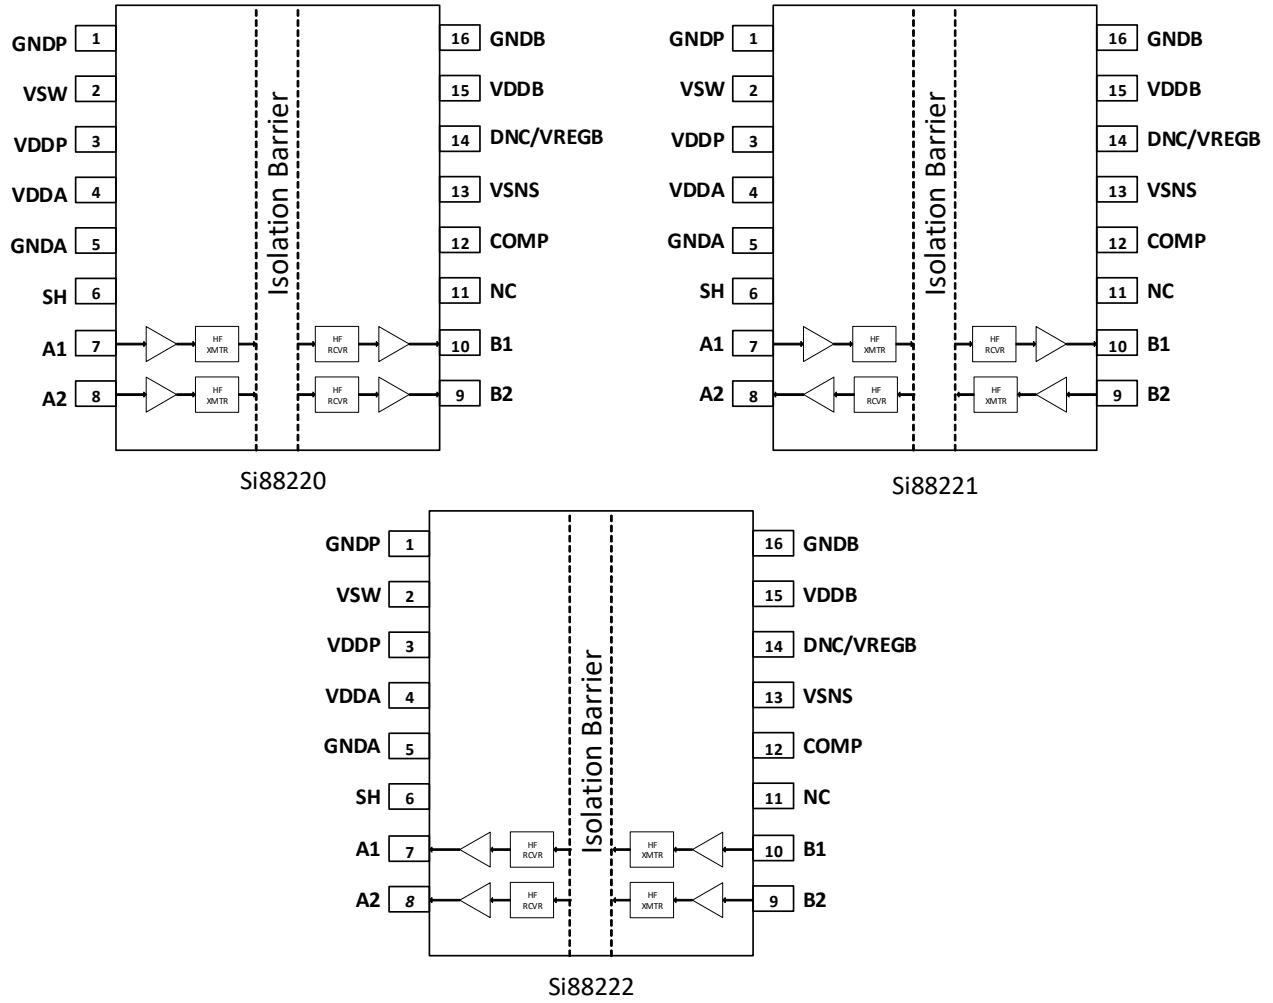 GNDP 1
VSW 2
VDDP 3
VDDA 4
GNDA 5
SH 6
A1 7
A2 8
Isolation Barrier
HF
XMTR
HF
RCVR
HF
XMTR
HF
RCVR
16 GNDB
15 VDDB
14 DNC/VREGB
13 VSNS
12 COMP
11 NC
10 B1
9 B2
Si88220
GNDP 1
VSW 2
VDDP 3
VDDA 4
GNDA 5
SH 6
A1 7
A2 8
Isolation Barrier
HF
XMTR
HF
RCVR
HF
RCVR
HF
XMTR
16 GNDB
15 VDDB
14 DNC/VREGB
13 VSNS
12 COMP
11 NC
10 B1
9 B2
Si88221
GNDP 1
VSW 2
VDDP 3
VDDA 4
GNDA 5
SH 6
A1 7
A2 8
Isolation Barrier
HF
RCVR
HF
XMTR
HF
RCVR
HF
XMTR
16 GNDB
15 VDDB
14 DNC/VREGB
13 VSNS
12 COMP
11 NC
10 B1
9 B2
Si88222